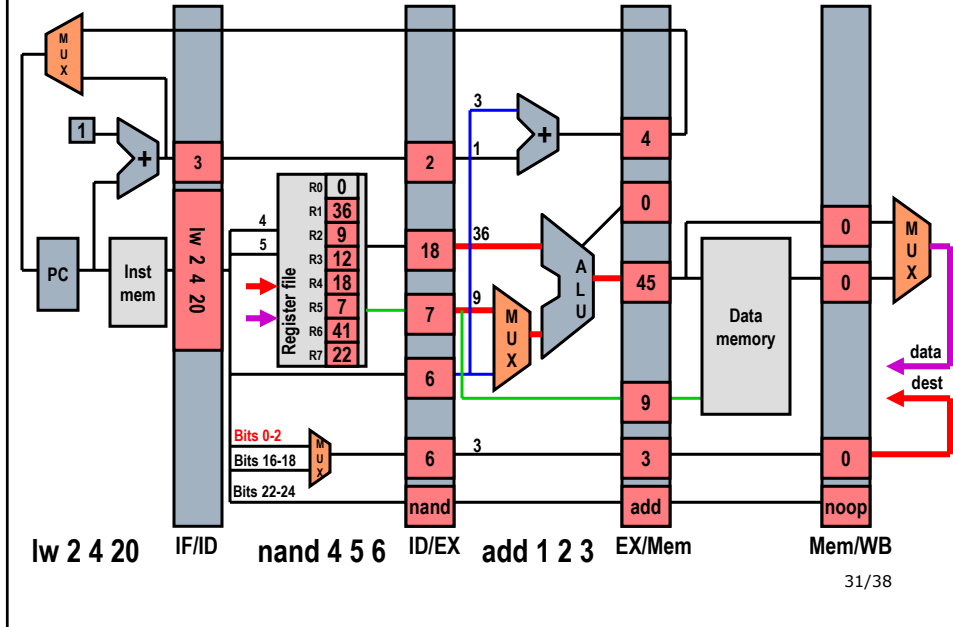 M
U
X
1
+
3
2
3
1
+
4
0
PC
Inst
mem
lw 2 4 20
4
5
Register file
R0 0
R1 36
R2 9
R3 12
R4 18
R5 7
R6 41
R7 22
18
7
6
36
9
M
U
X
A
L
U
45
9
Data
memory
0
0
M
U
X
data
dest
Bits 0-2
Bits 16-18
Bits 22-24
M
U
X
6
3
3
0
nand
add
noop
IF/ID
ID/EX
EX/Mem
Mem/WB
lw 2 4 20
nand 4 5 6
add 1 2 3
31/38